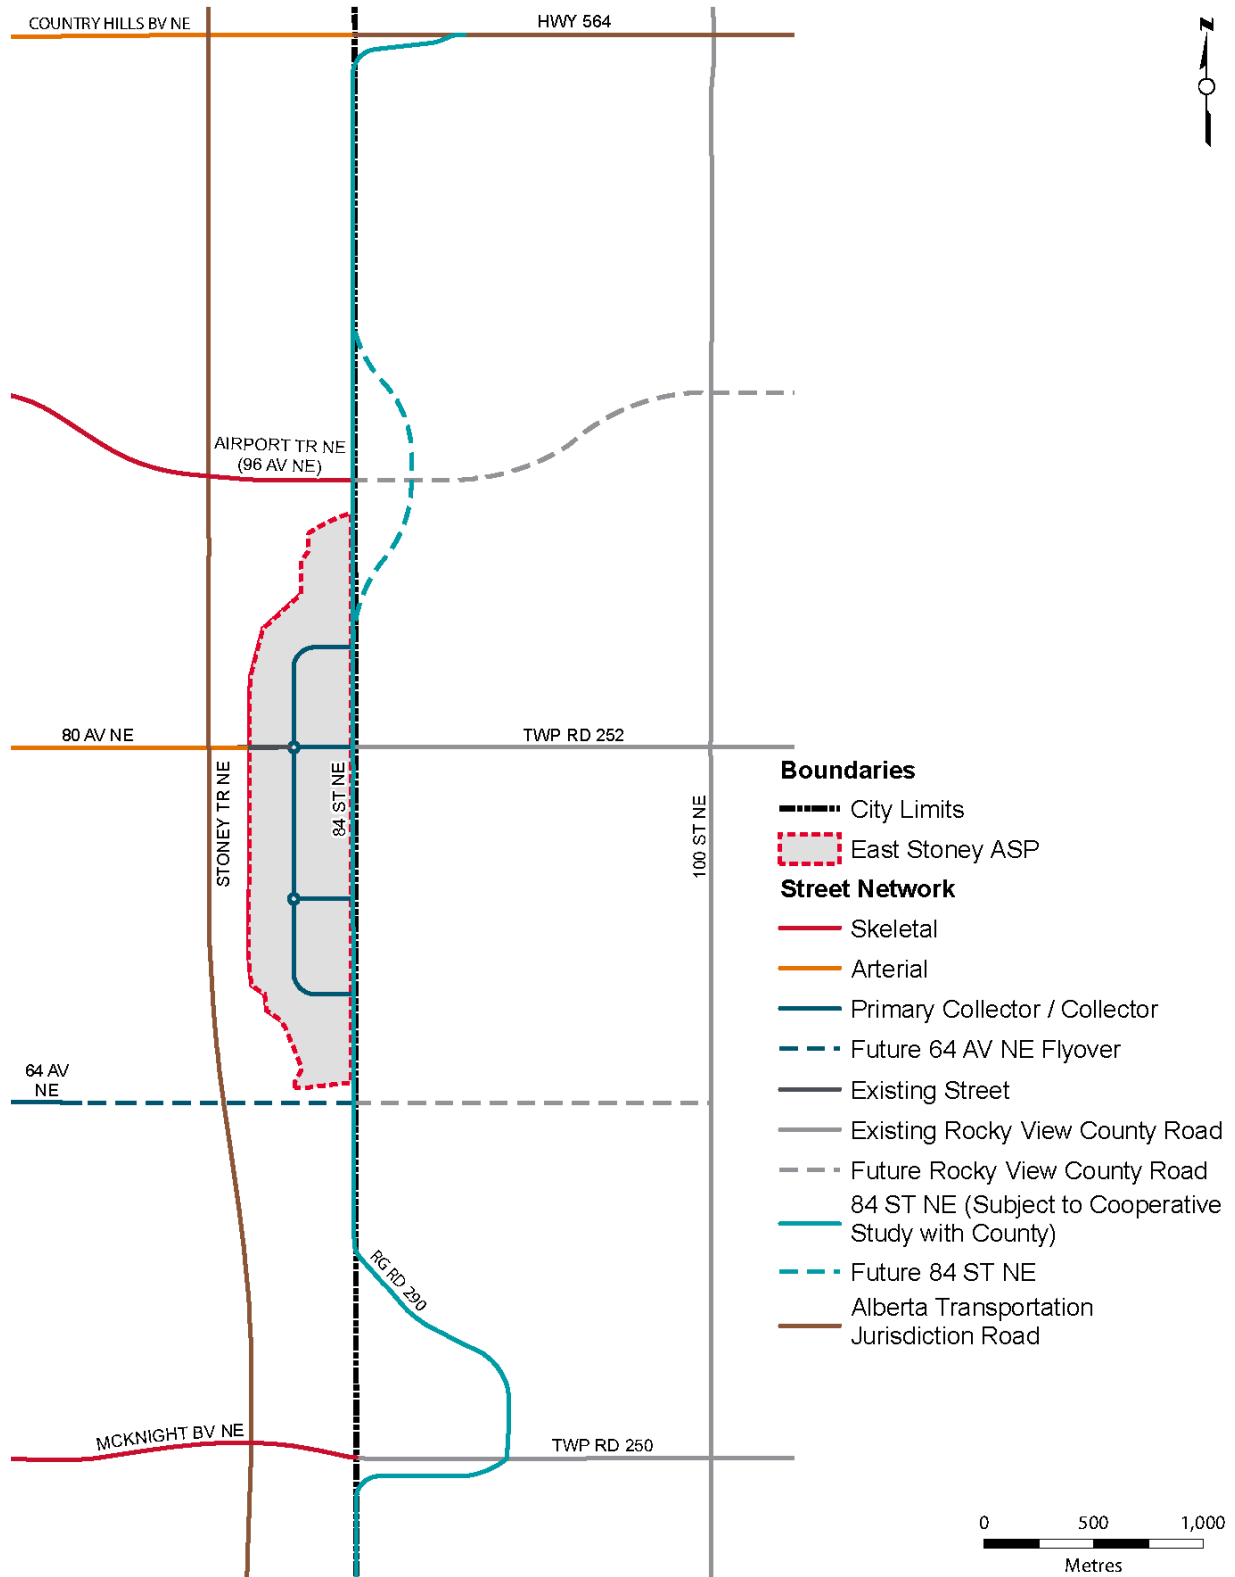 COUNTRY HILLS BV NE
HWY 564
N
AIRPORT TR NE
(96 AV NE)
80 AV NE
TWP RD 252
STONEY TR NE
84 ST NE
100 ST NE
Boundaries
City Limits
East Stoney ASP
Street Network
Skeletal
Arterial
Primary Collector / Collector
Future 64 AV NE Flyover
Existing Street
Existing Rocky View County Road
Future Rocky View County Road
84 ST NE (Subject to Cooperative
Study with County)
Future 84 ST NE
Alberta Transportation
Jurisdiction Road
64 AV
NE
RG RD 290
MCKNIGHT BV NE
TWP RD 250
0 500 1,000
Metres